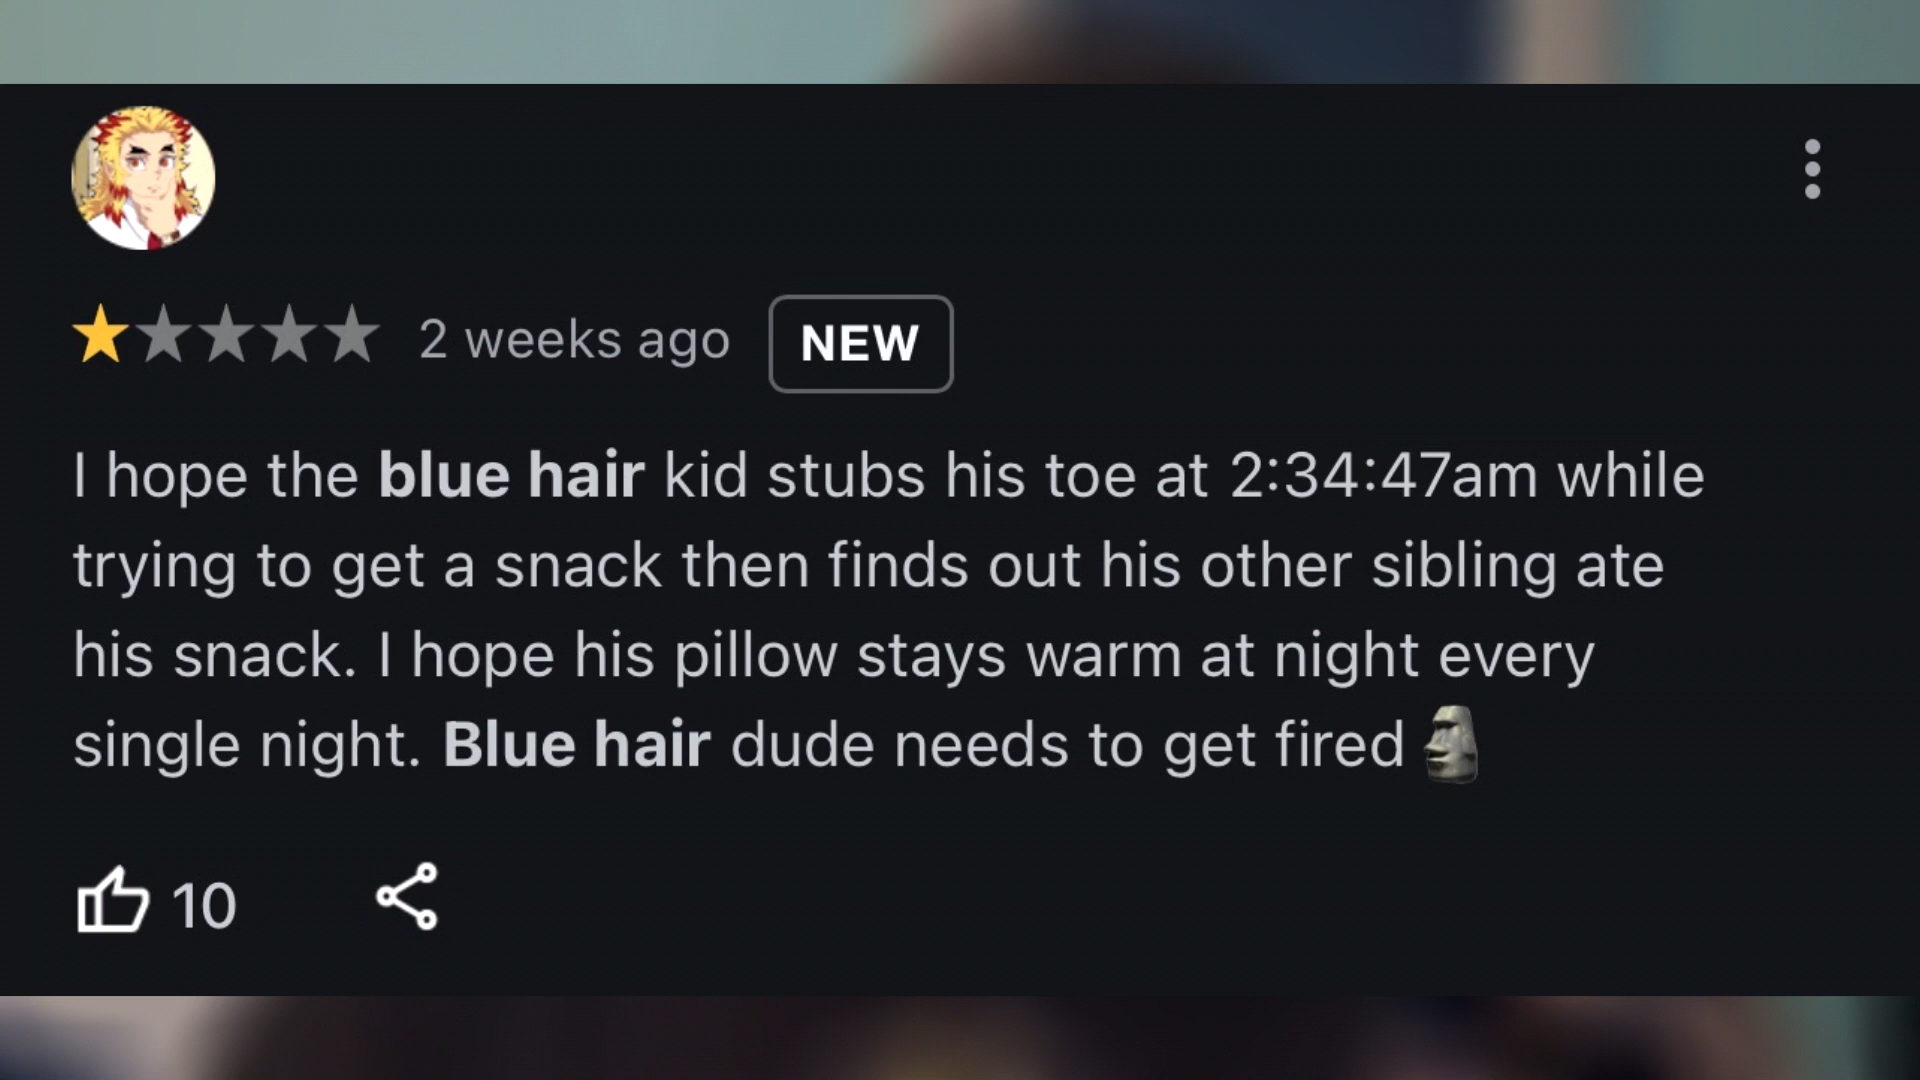 2 weeks ago NEW
I hope the blue hair kid stubs his toe at 2:34:47am while
trying to get a snack then finds out his other sibling ate
his snack. I hope his pillow stays warm at night every
single night. Blue hair dude needs to get fired 🗿
10